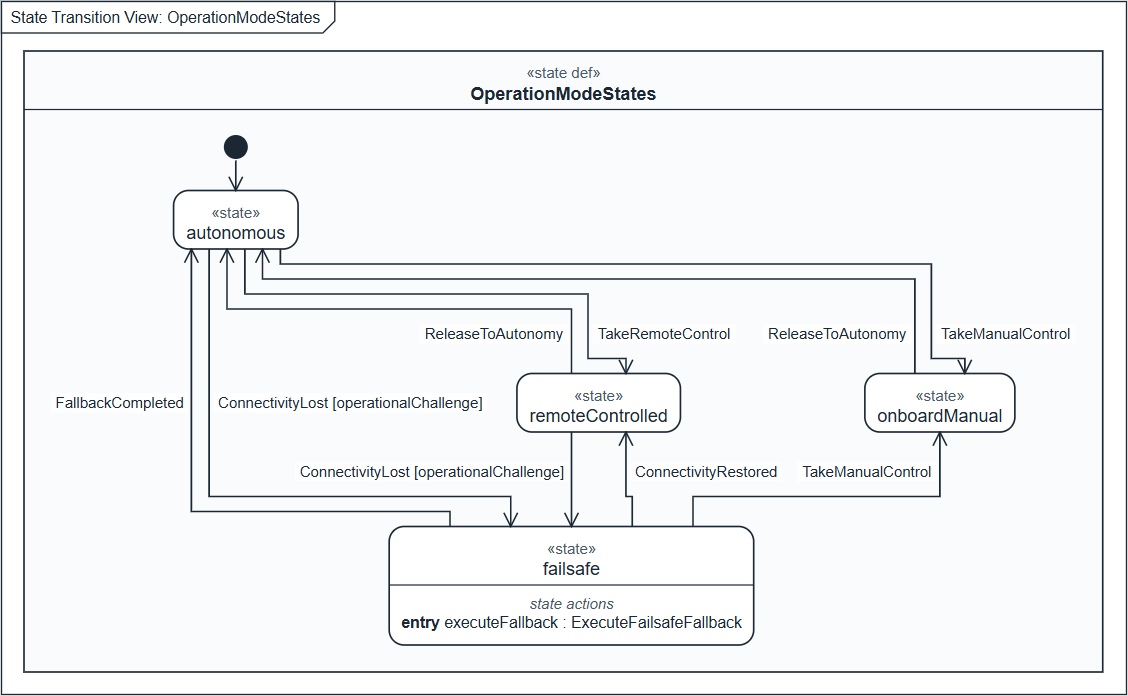 State Transition View: OperationModeStates
«state def»
OperationModeStates
«state»
autonomous
ReleaseToAutonomy
TakeRemoteControl
ReleaseToAutonomy
TakeManualControl
«state»
remoteControlled
«state»
onboardManual
FallbackCompleted
ConnectivityLost [operationalChallenge]
ConnectivityLost [operationalChallenge]
ConnectivityRestored
TakeManualControl
«state»
failsafe
state actions
entry executeFallback : ExecuteFailsafeFallback